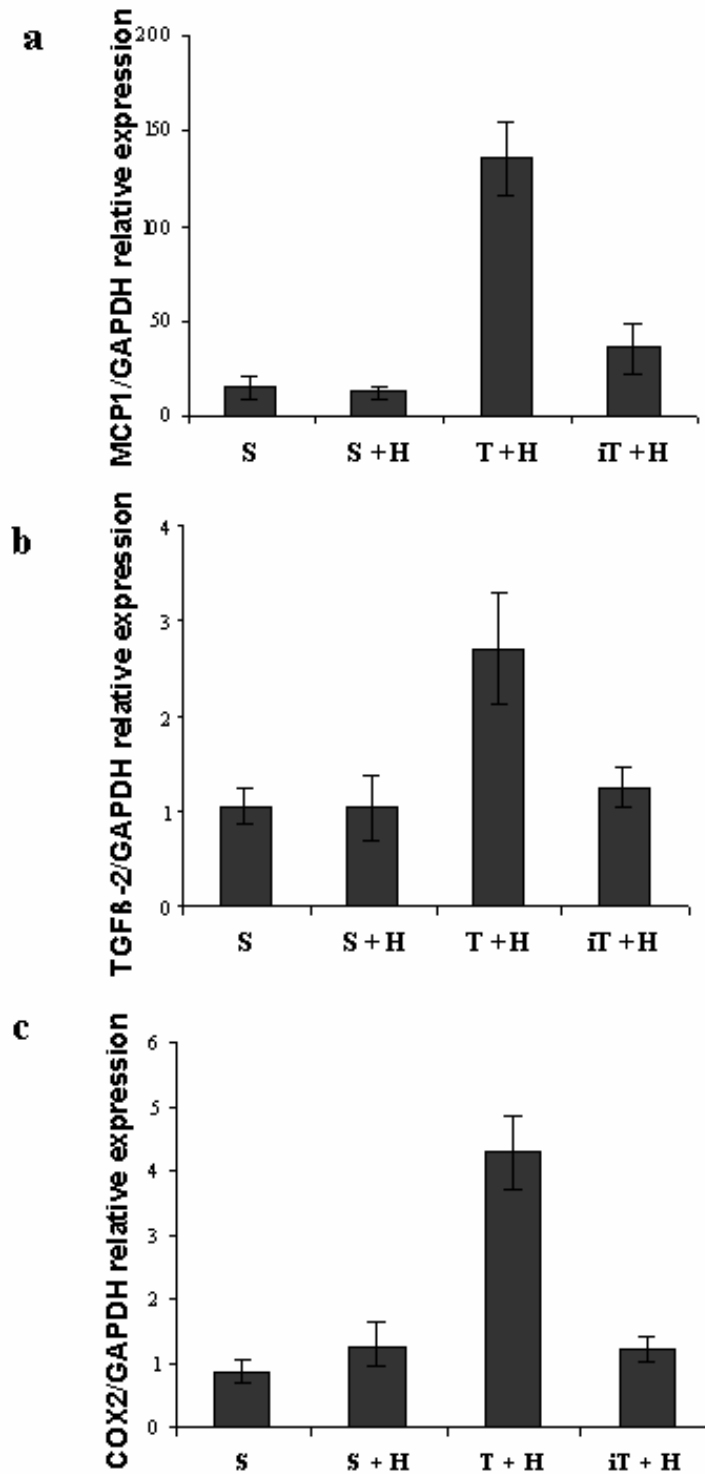 a
MCP1/GAPDH relative expression
200
150
100
50
0
S
S + H
T + H
iT + H
b
TGFß-2/GAPDH relative expression
4
3
2
1
0
S
S + H
T + H
iT + H
c
COX2/GAPDH relative expression
6
5
4
3
2
1
0
S
S + H
T + H
iT + H